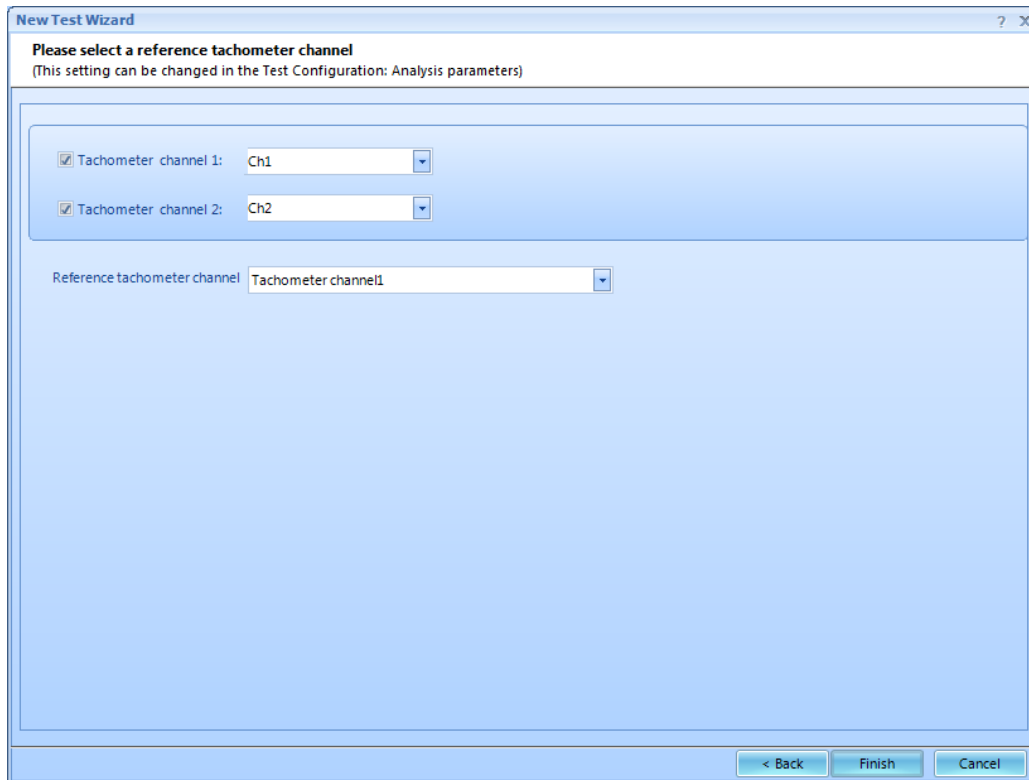 New Test Wizard
? X
Please select a reference tachometer channel
(This setting can be changed in the Test Configuration: Analysis parameters)
Tachometer channel 1: Ch1
Tachometer channel 2: Ch2
Reference tachometer channel Tachometer channel1
< Back Finish Cancel